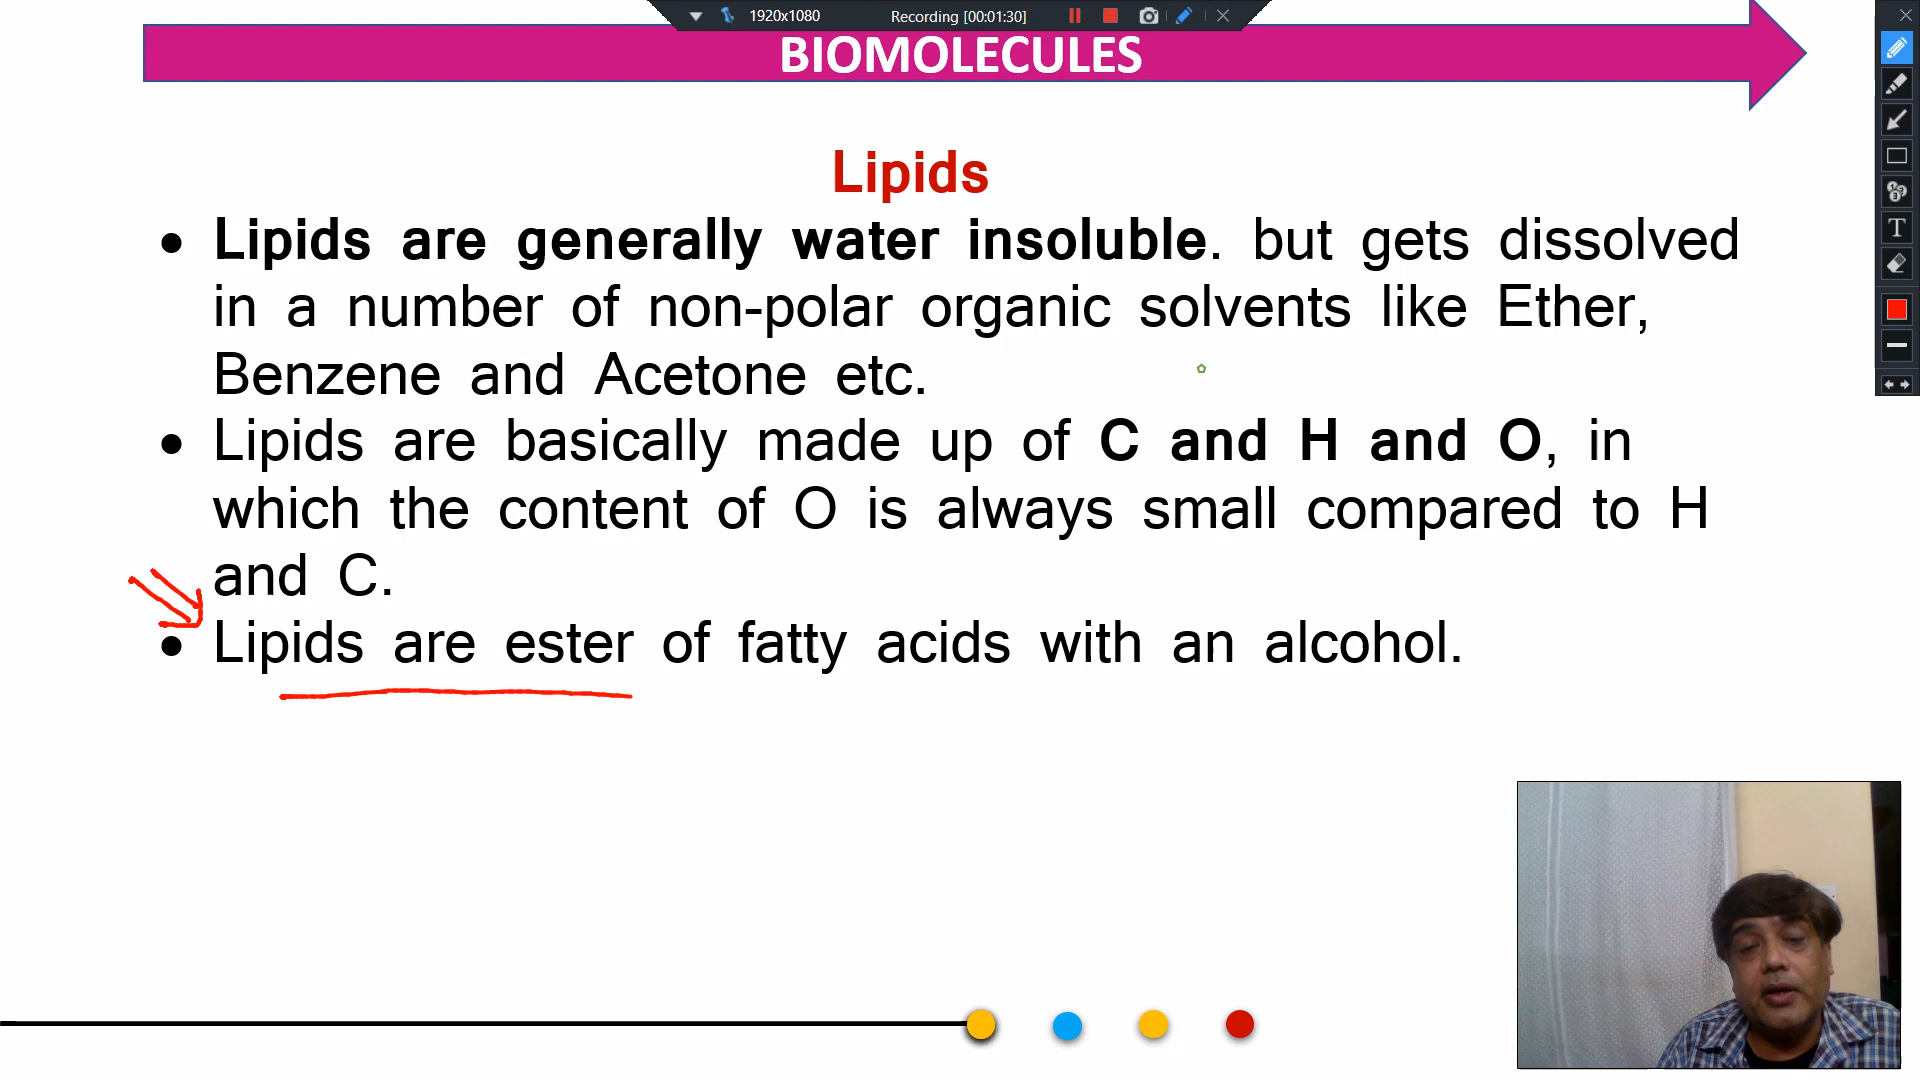 1920x1080 Recording [00:01:30]
BIOMOLECULES
Lipids
• Lipids are generally water insoluble. but gets dissolved
in a number of non-polar organic solvents like Ether,
Benzene and Acetone etc.
• Lipids are basically made up of C and H and O, in
which the content of O is always small compared to H
and C.
• Lipids are ester of fatty acids with an alcohol.
T